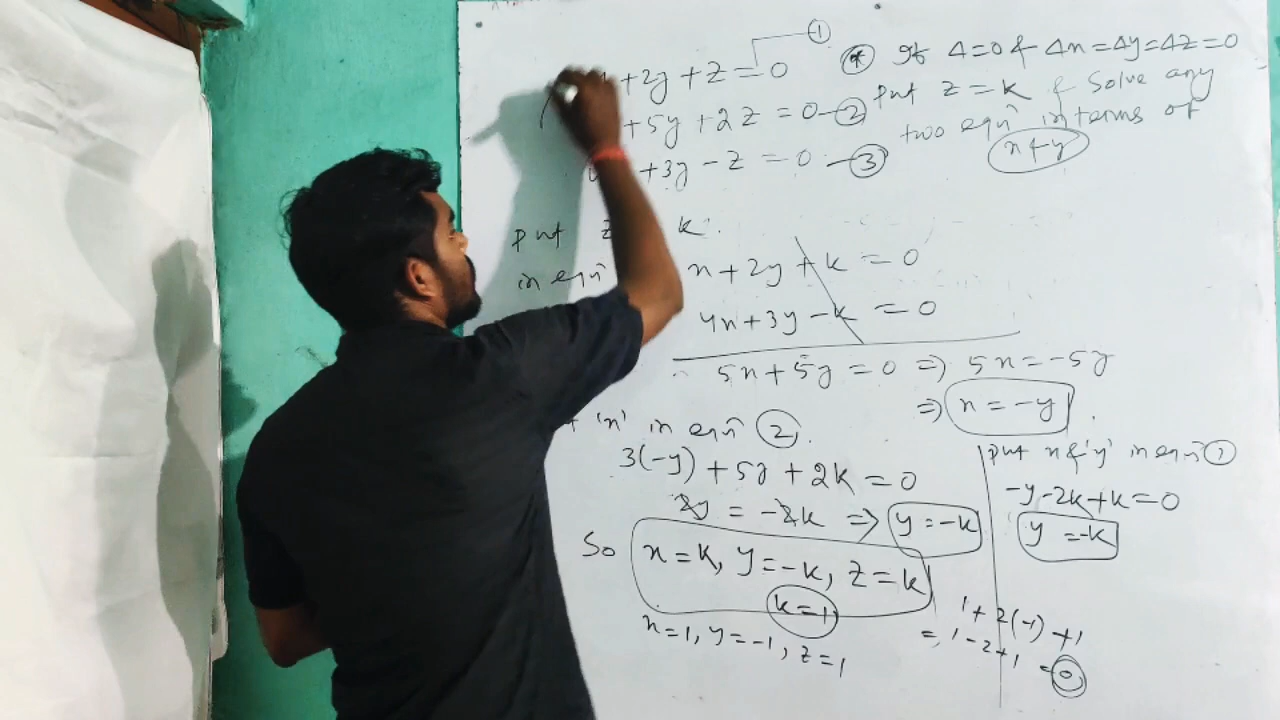 + 2y + z = 0 ①
+ 5y + 2z = 0 - ②
+ 3y - z = 0 - ③
* If Δ=0 & Δx=Δy=Δz=0
Put z=k & Solve any
two eqn in terms of
x & y
Put z k.
in eqn x + 2y + k = 0
4x + 3y - k = 0
5x + 5y = 0 => 5x = -5y
=> x = -y.
'x' in eqn ②.
3(-y) + 5y + 2k = 0
2y = -2k => y = -k
So x = k, y = -k, z = k
k = 1
x = 1, y = -1, z = 1
Put x & 'y' in eqn ①
-y - 2k + k = 0
y = -k
1 + 2(-1) + 1
= 1 - 2 + 1 = 0